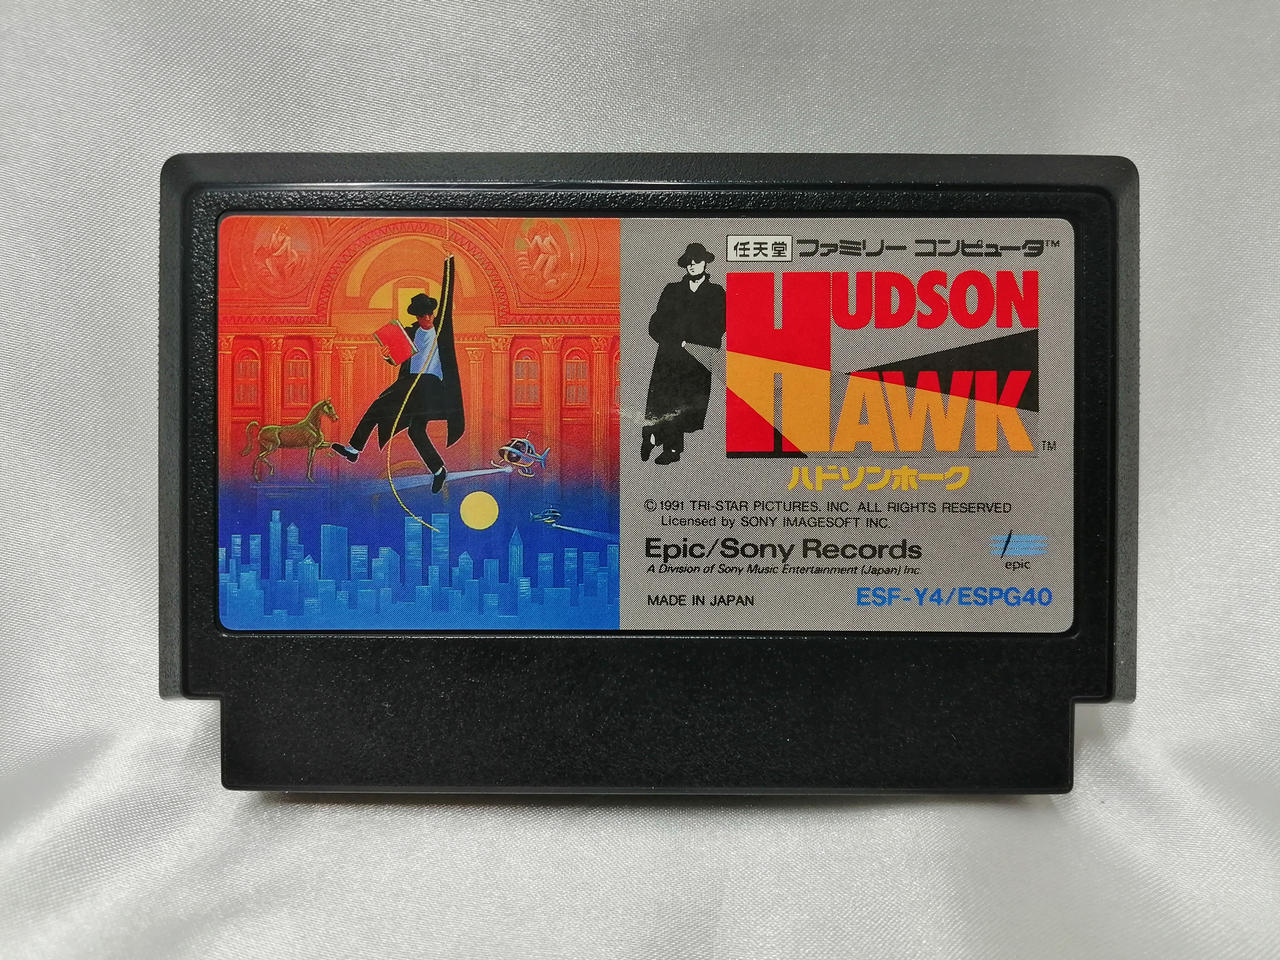 任天堂 ファミリー コンピュータ™
HUDSON
HAWK™
ハドソンホーク
©1991 TRI-STAR PICTURES. INC. ALL RIGHTS RESERVED
Licensed by SONY IMAGESOFT INC.
Epic/Sony Records
A Division of Sony Music Entertainment (Japan) Inc.
epic
MADE IN JAPAN
ESF-Y4/ESPG40